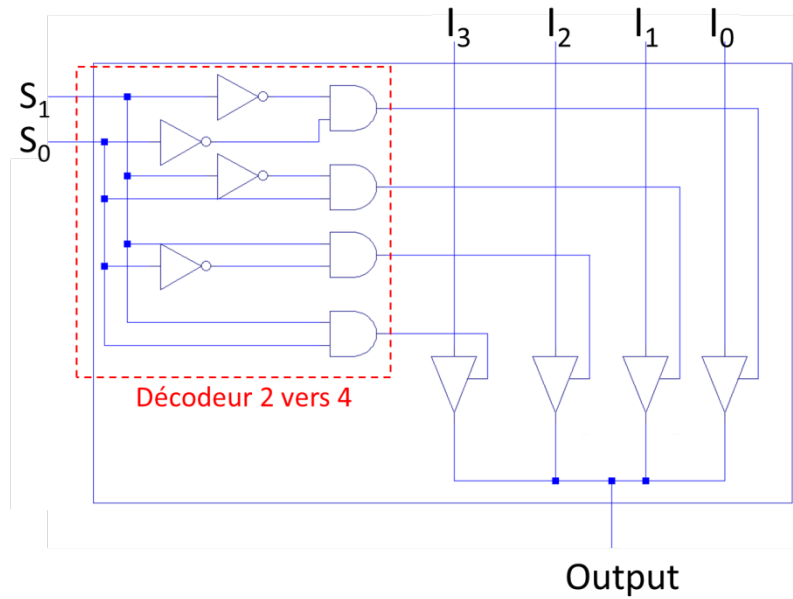 I₃ I₂ I₁ I₀
S₁
S₀
Décodeur 2 vers 4
Output